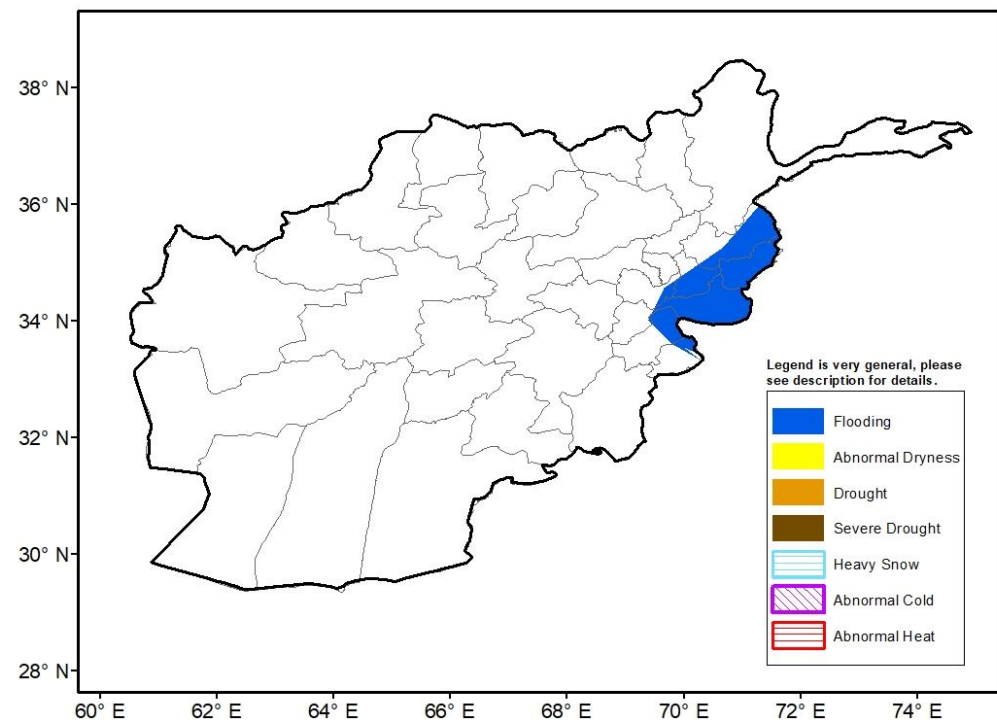 38° N
36° N
34° N
32° N
30° N
28° N
Legend is very general, please
see description for details.
Flooding
Abnormal Dryness
Drought
Severe Drought
Heavy Snow
Abnormal Cold
Abnormal Heat
60° E
62° E
64° E
66° E
68° E
70° E
72° E
74° E